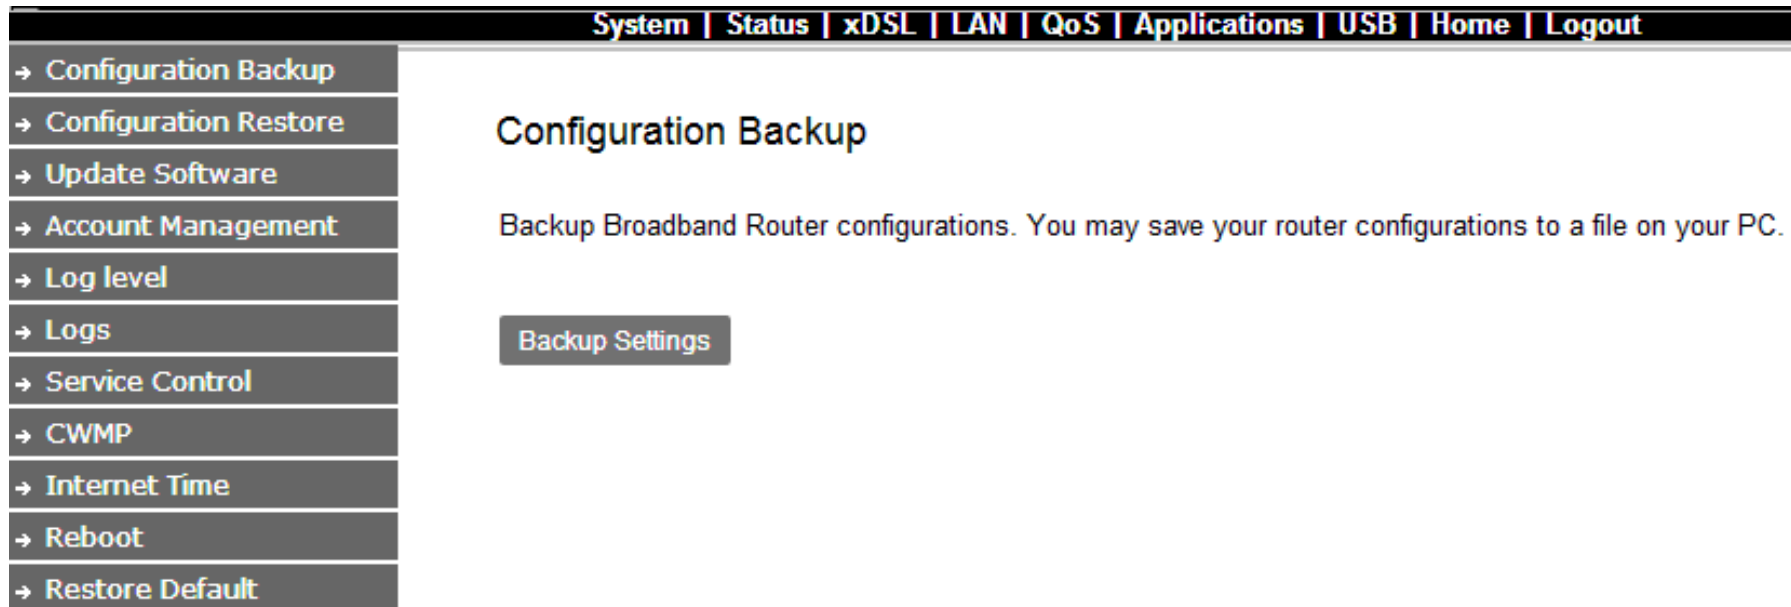 System | Status | xDSL | LAN | QoS | Applications | USB | Home | Logout
Configuration Backup
Configuration Restore
Update Software
Account Management
Log level
Logs
Service Control
CWMP
Internet Time
Reboot
Restore Default
Configuration Backup
Backup Broadband Router configurations. You may save your router configurations to a file on your PC.
Backup Settings